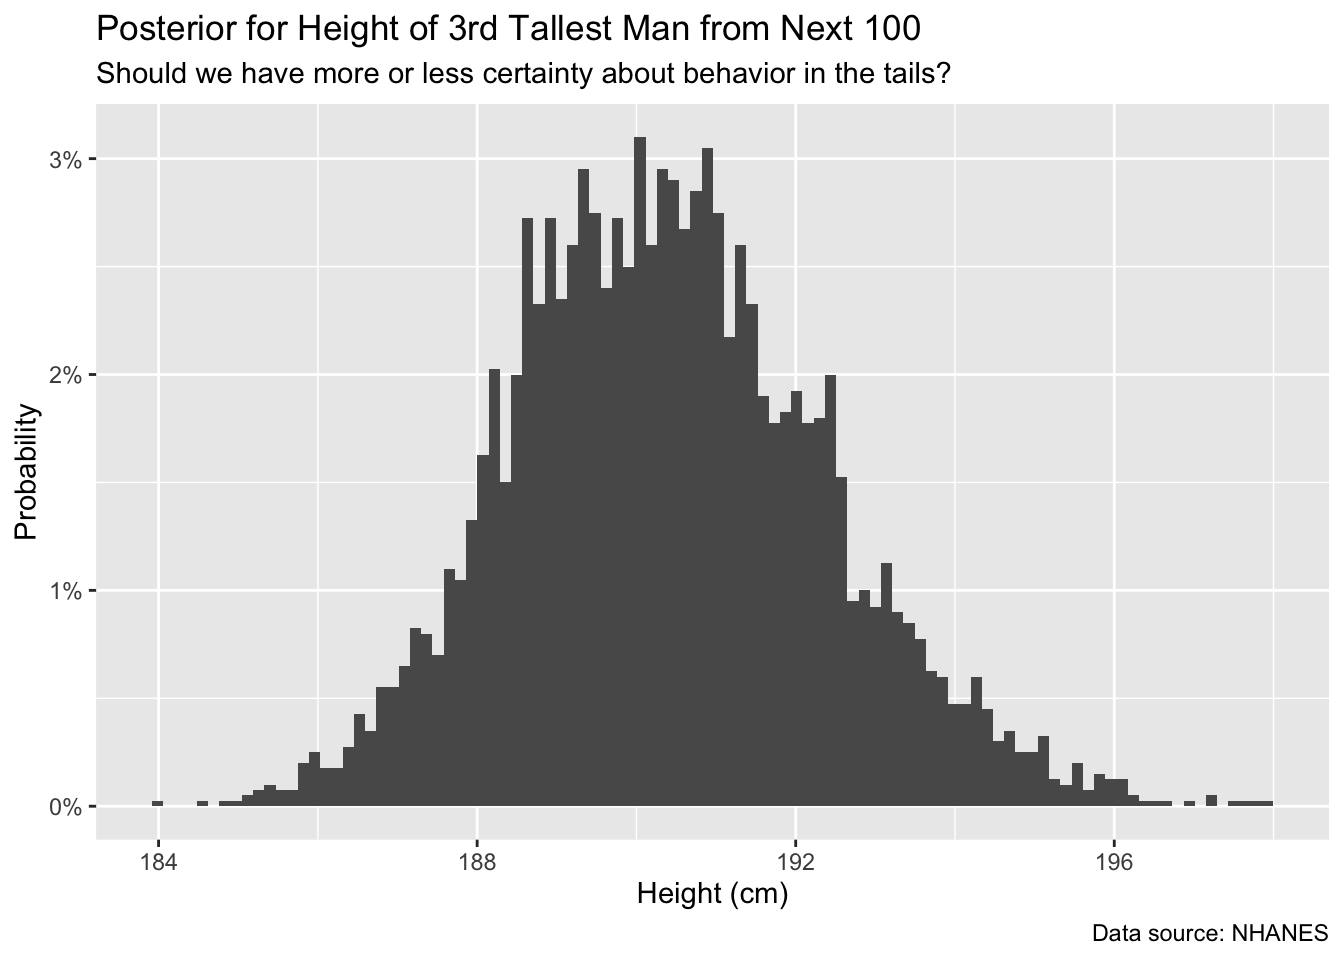 Posterior for Height of 3rd Tallest Man from Next 100
Should we have more or less certainty about behavior in the tails?
3%
2%
1%
0%
Probability
184
188
192
196
Height (cm)
Data source: NHANES